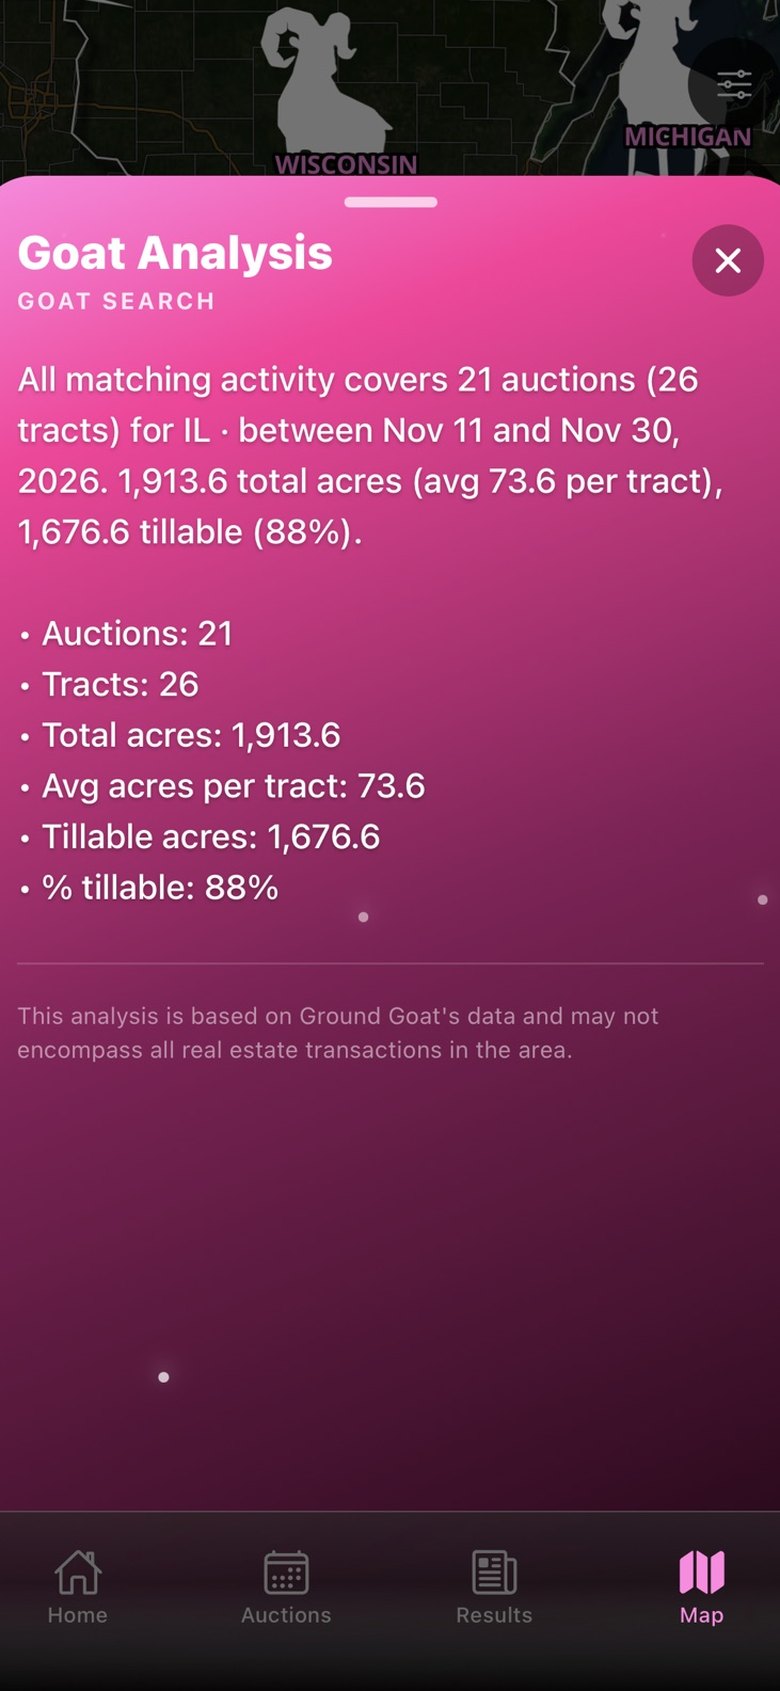 WISCONSIN
MICHIGAN
Goat Analysis
GOAT SEARCH
All matching activity covers 21 auctions (26
tracts) for IL · between Nov 11 and Nov 30,
2026. 1,913.6 total acres (avg 73.6 per tract),
1,676.6 tillable (88%).
• Auctions: 21
• Tracts: 26
• Total acres: 1,913.6
• Avg acres per tract: 73.6
• Tillable acres: 1,676.6
• % tillable: 88%
This analysis is based on Ground Goat's data and may not
encompass all real estate transactions in the area.
Home
Auctions
Results
Map